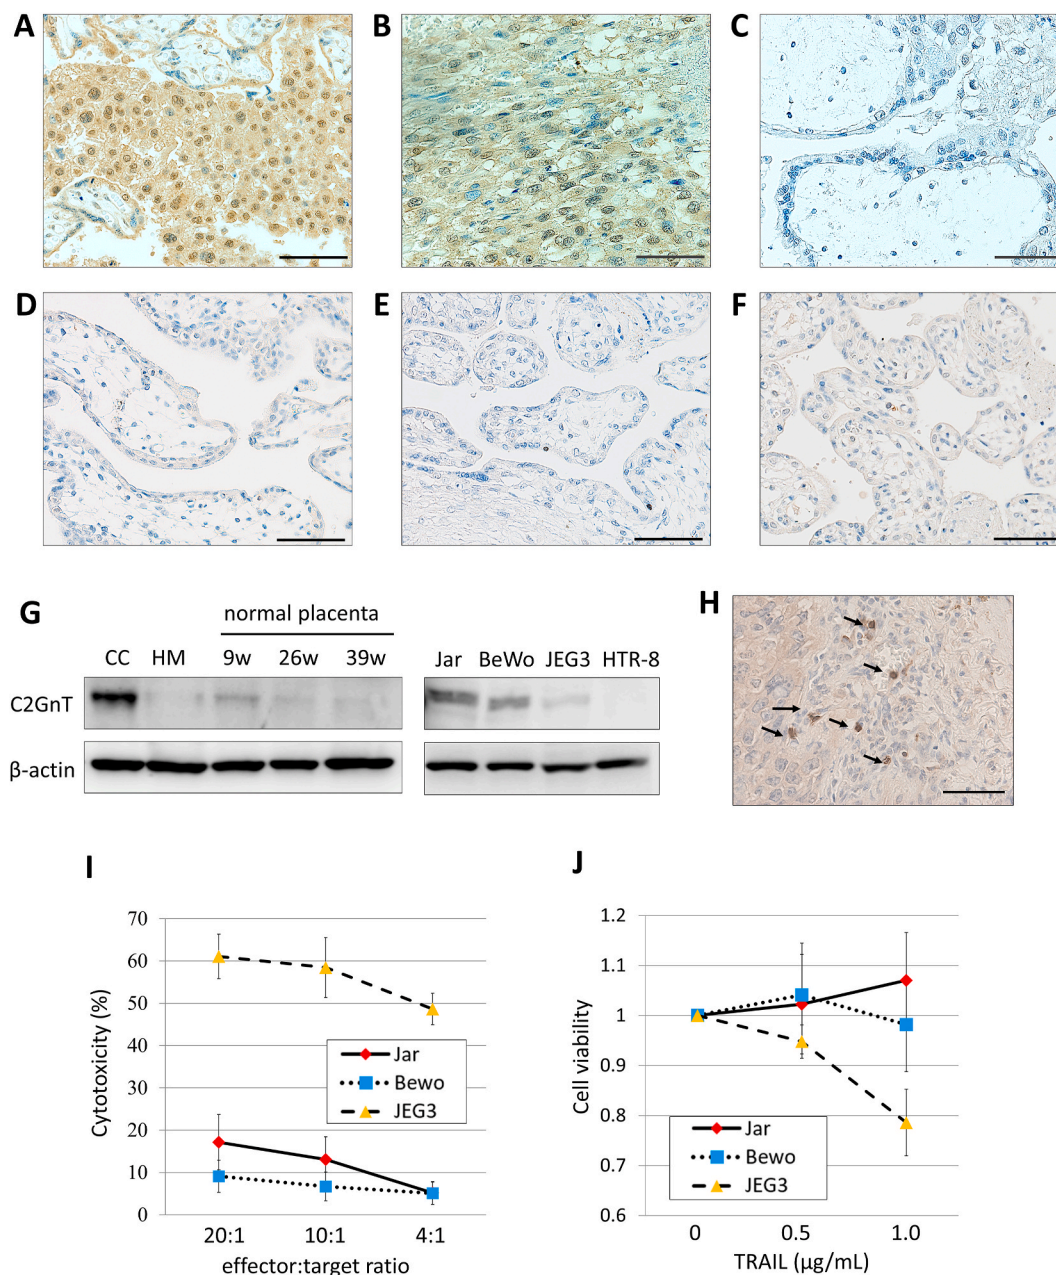 A
B
C
D
E
F
G
normal placenta
CC HM 9w 26w 39w
Jar BeWo JEG3 HTR-8
C2GnT
β-actin
H
I
70
60
50
40
30
20
10
0
Cytotoxicity (%)
Jar
Bewo
JEG3
20:1 10:1 4:1
effector:target ratio
J
1.2
1.1
1
0.9
0.8
0.7
0.6
Cell viability
Jar
Bewo
JEG3
0 0.5 1.0
TRAIL (µg/mL)